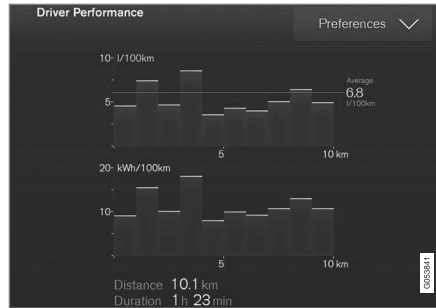 Driver Performance
Preferences
10- l/100km
Average
6.8
l/100km
5-
5
10 km
20- kWh/100km
10-
5
10 km
Distance 10.1 km
Duration 1 h 23 min
G053841